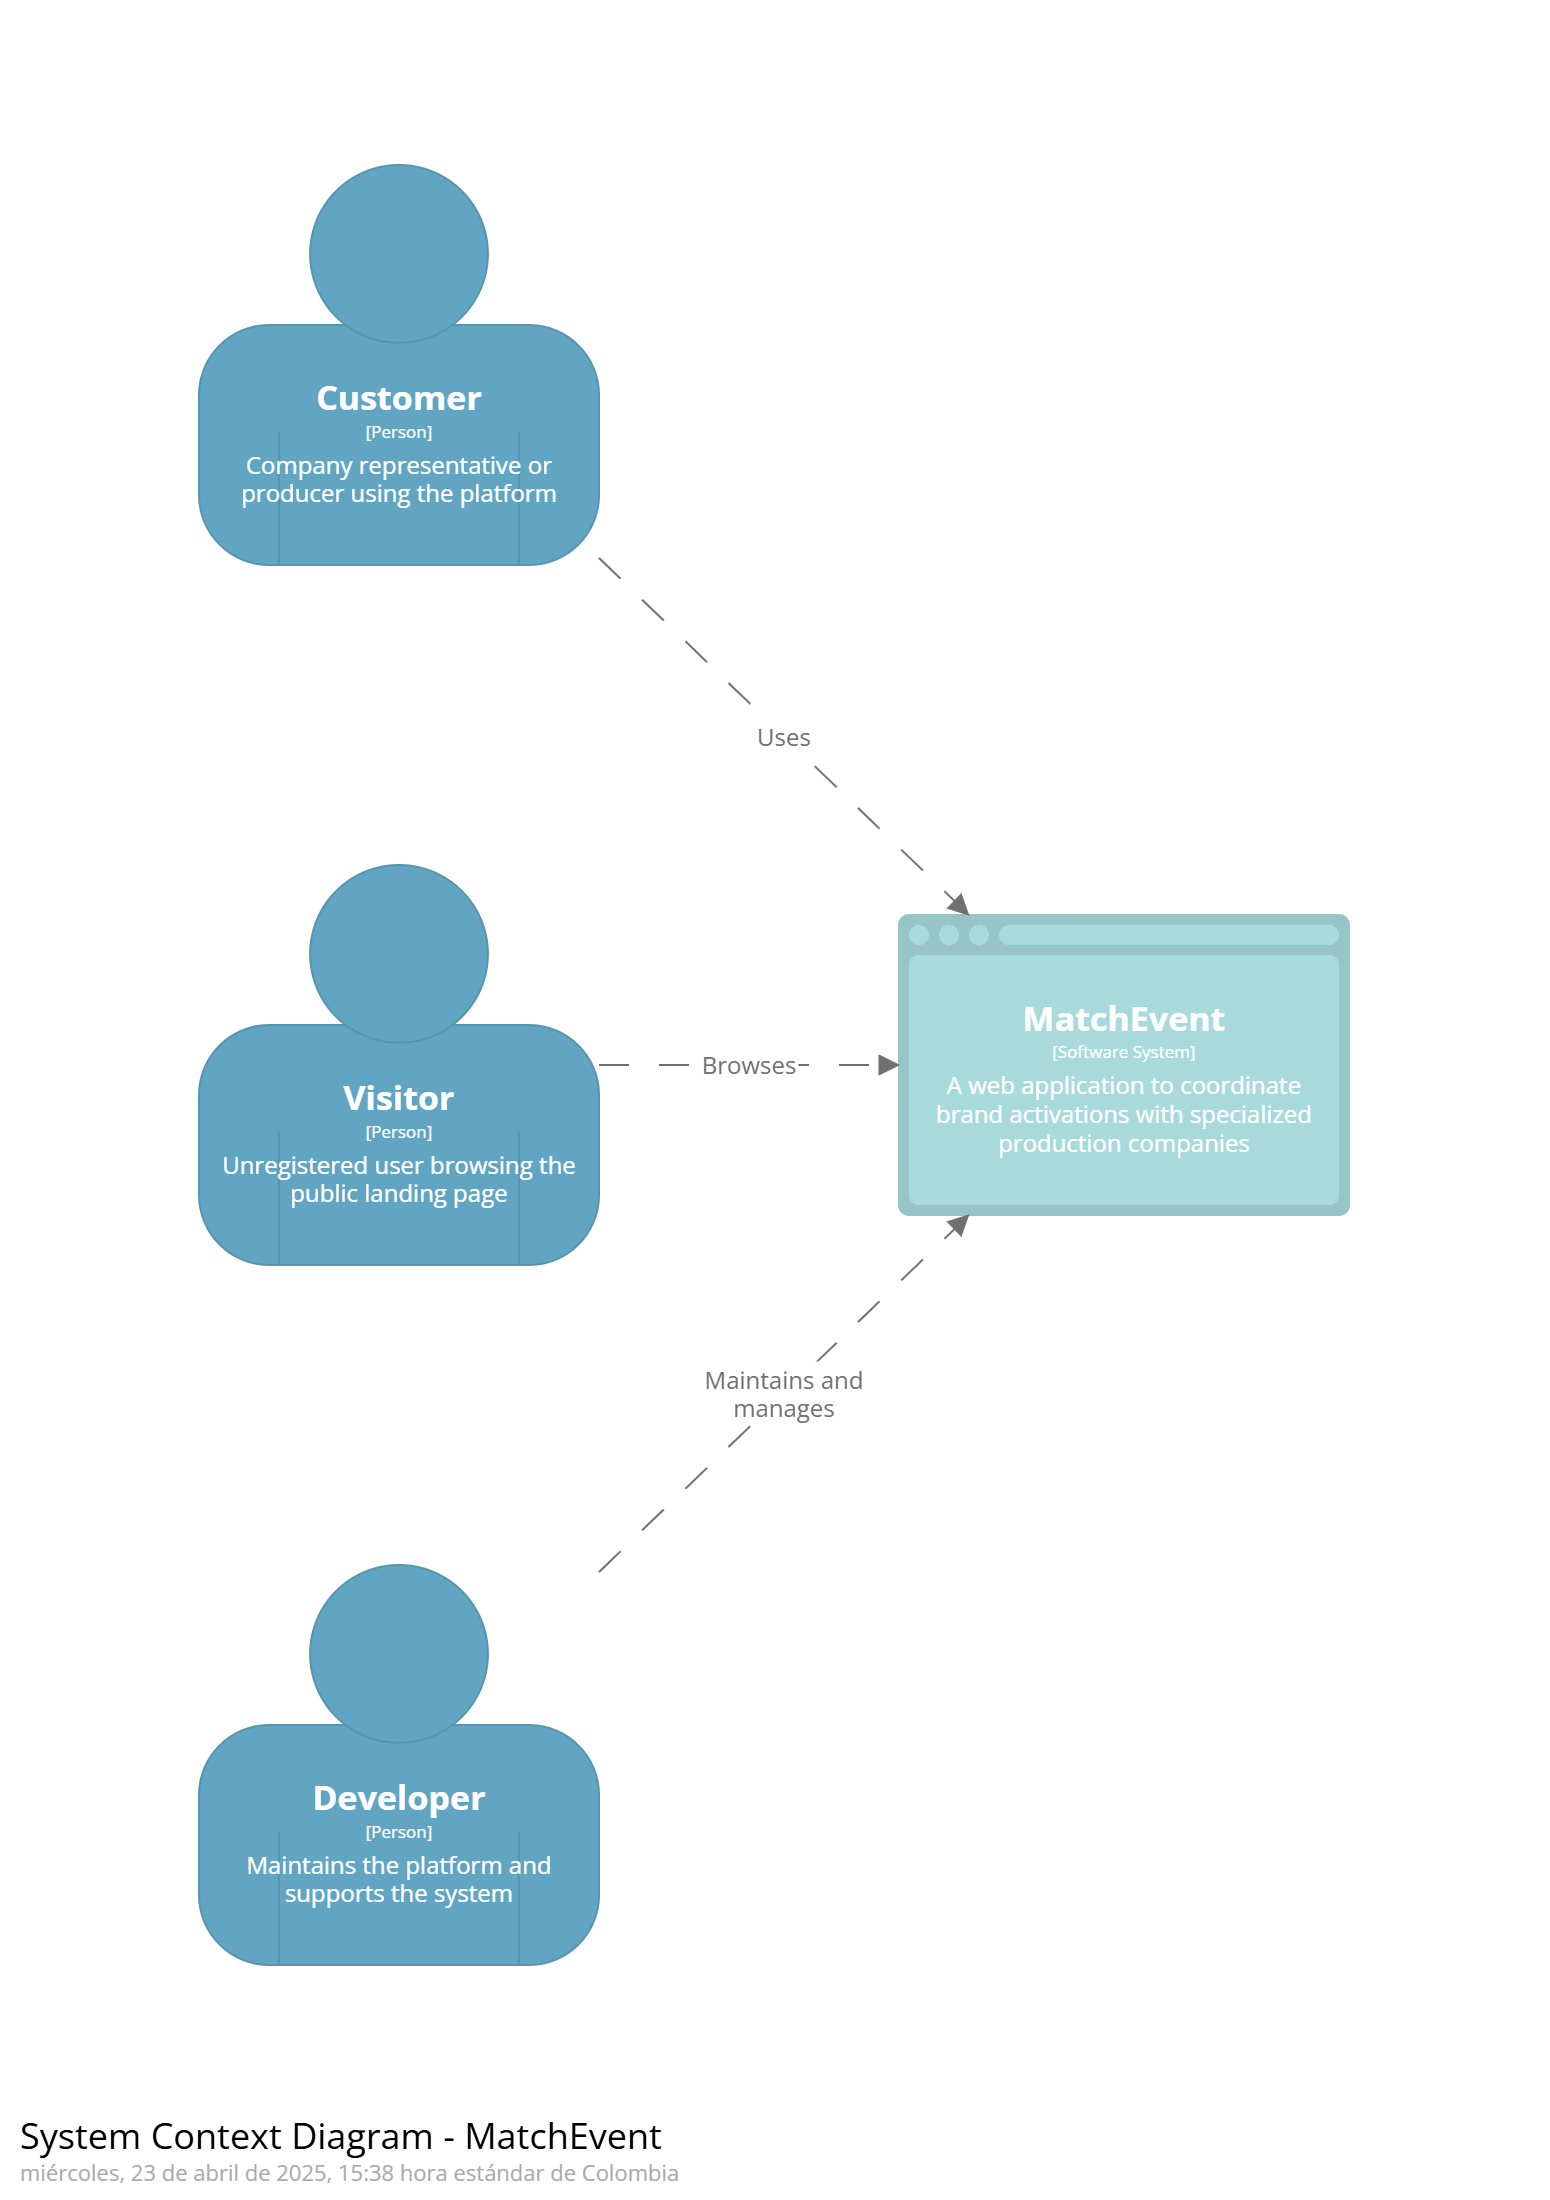 Customer
[Person]
Company representative or
producer using the platform
Uses
Visitor
[Person]
Unregistered user browsing the
public landing page
Browses
MatchEvent
[Software System]
A web application to coordinate
brand activations with specialized
production companies
Maintains and
manages
Developer
[Person]
Maintains the platform and
supports the system
System Context Diagram - MatchEvent
miércoles, 23 de abril de 2025, 15:38 hora estándar de Colombia